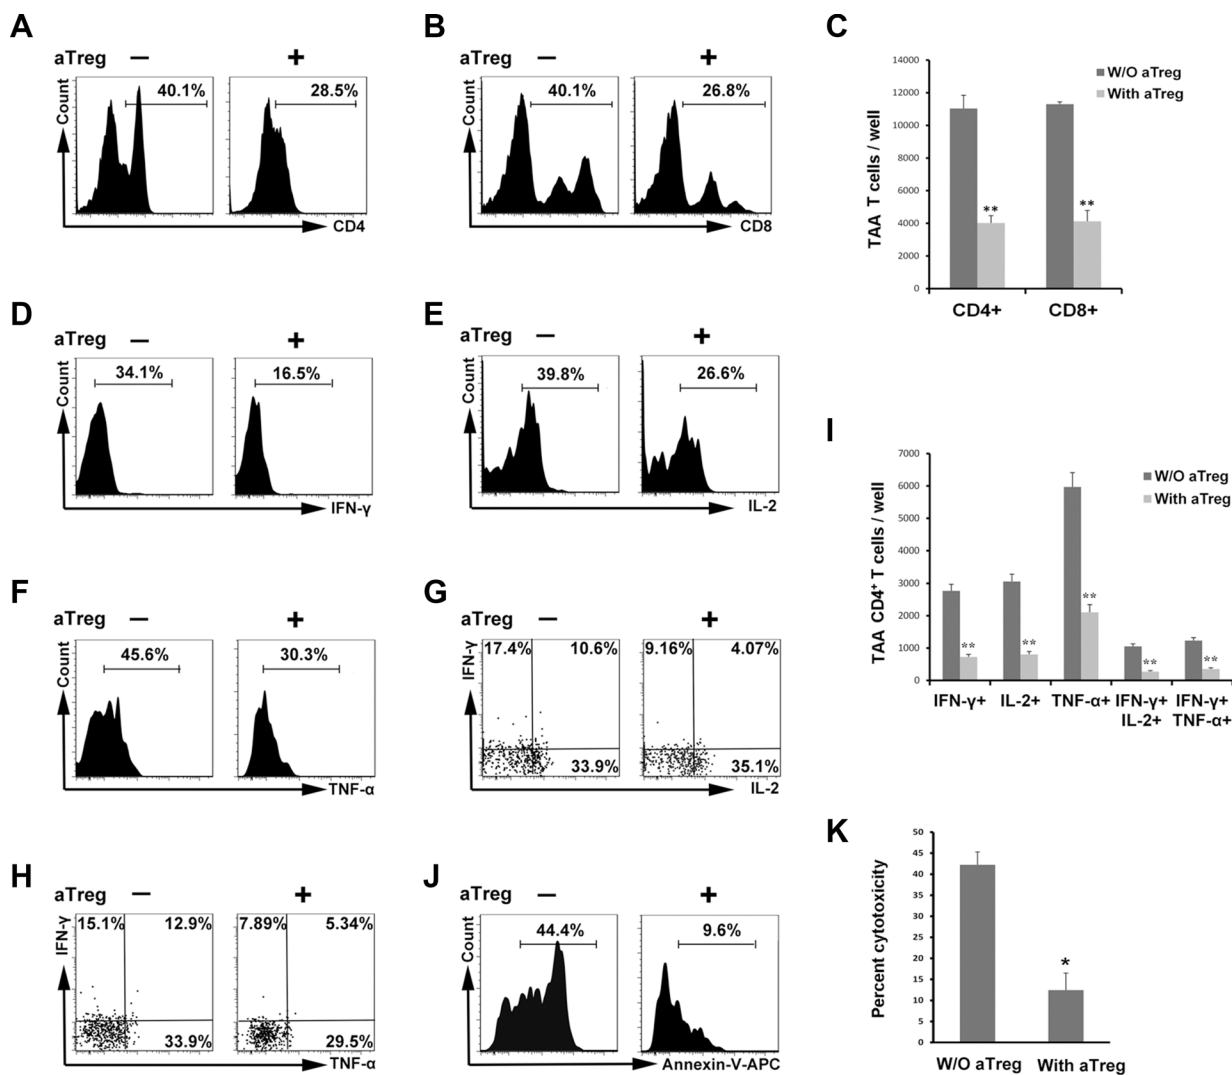 A
aTreg — +
Count
40.1%
28.5%
CD4
B
aTreg — +
Count
40.1%
26.8%
CD8
C
TAA T cells / well
14000
12000
10000
8000
6000
4000
2000
0
W/O aTreg
With aTreg
**
**
CD4+
CD8+
D
aTreg — +
Count
34.1%
16.5%
IFN-γ
E
aTreg — +
Count
39.8%
26.6%
IL-2
F
aTreg — +
Count
45.6%
30.3%
TNF-α
G
aTreg — +
IFN-γ
17.4% 10.6%
33.9%
9.16% 4.07%
35.1%
IL-2
I
TAA CD4⁺ T cells / well
7000
6000
5000
4000
3000
2000
1000
0
W/O aTreg
With aTreg
**
**
**
**
**
IFN-γ+
IL-2+
TNF-α+
IFN-γ+
IL-2+
IFN-γ+
TNF-α+
H
aTreg — +
IFN-γ
15.1% 12.9%
33.9%
7.89% 5.34%
29.5%
TNF-α
J
aTreg — +
Count
44.4%
9.6%
Annexin-V-APC
K
Percent cytotoxicity
50
45
40
35
30
25
20
15
10
5
0
*
W/O aTreg
With aTreg